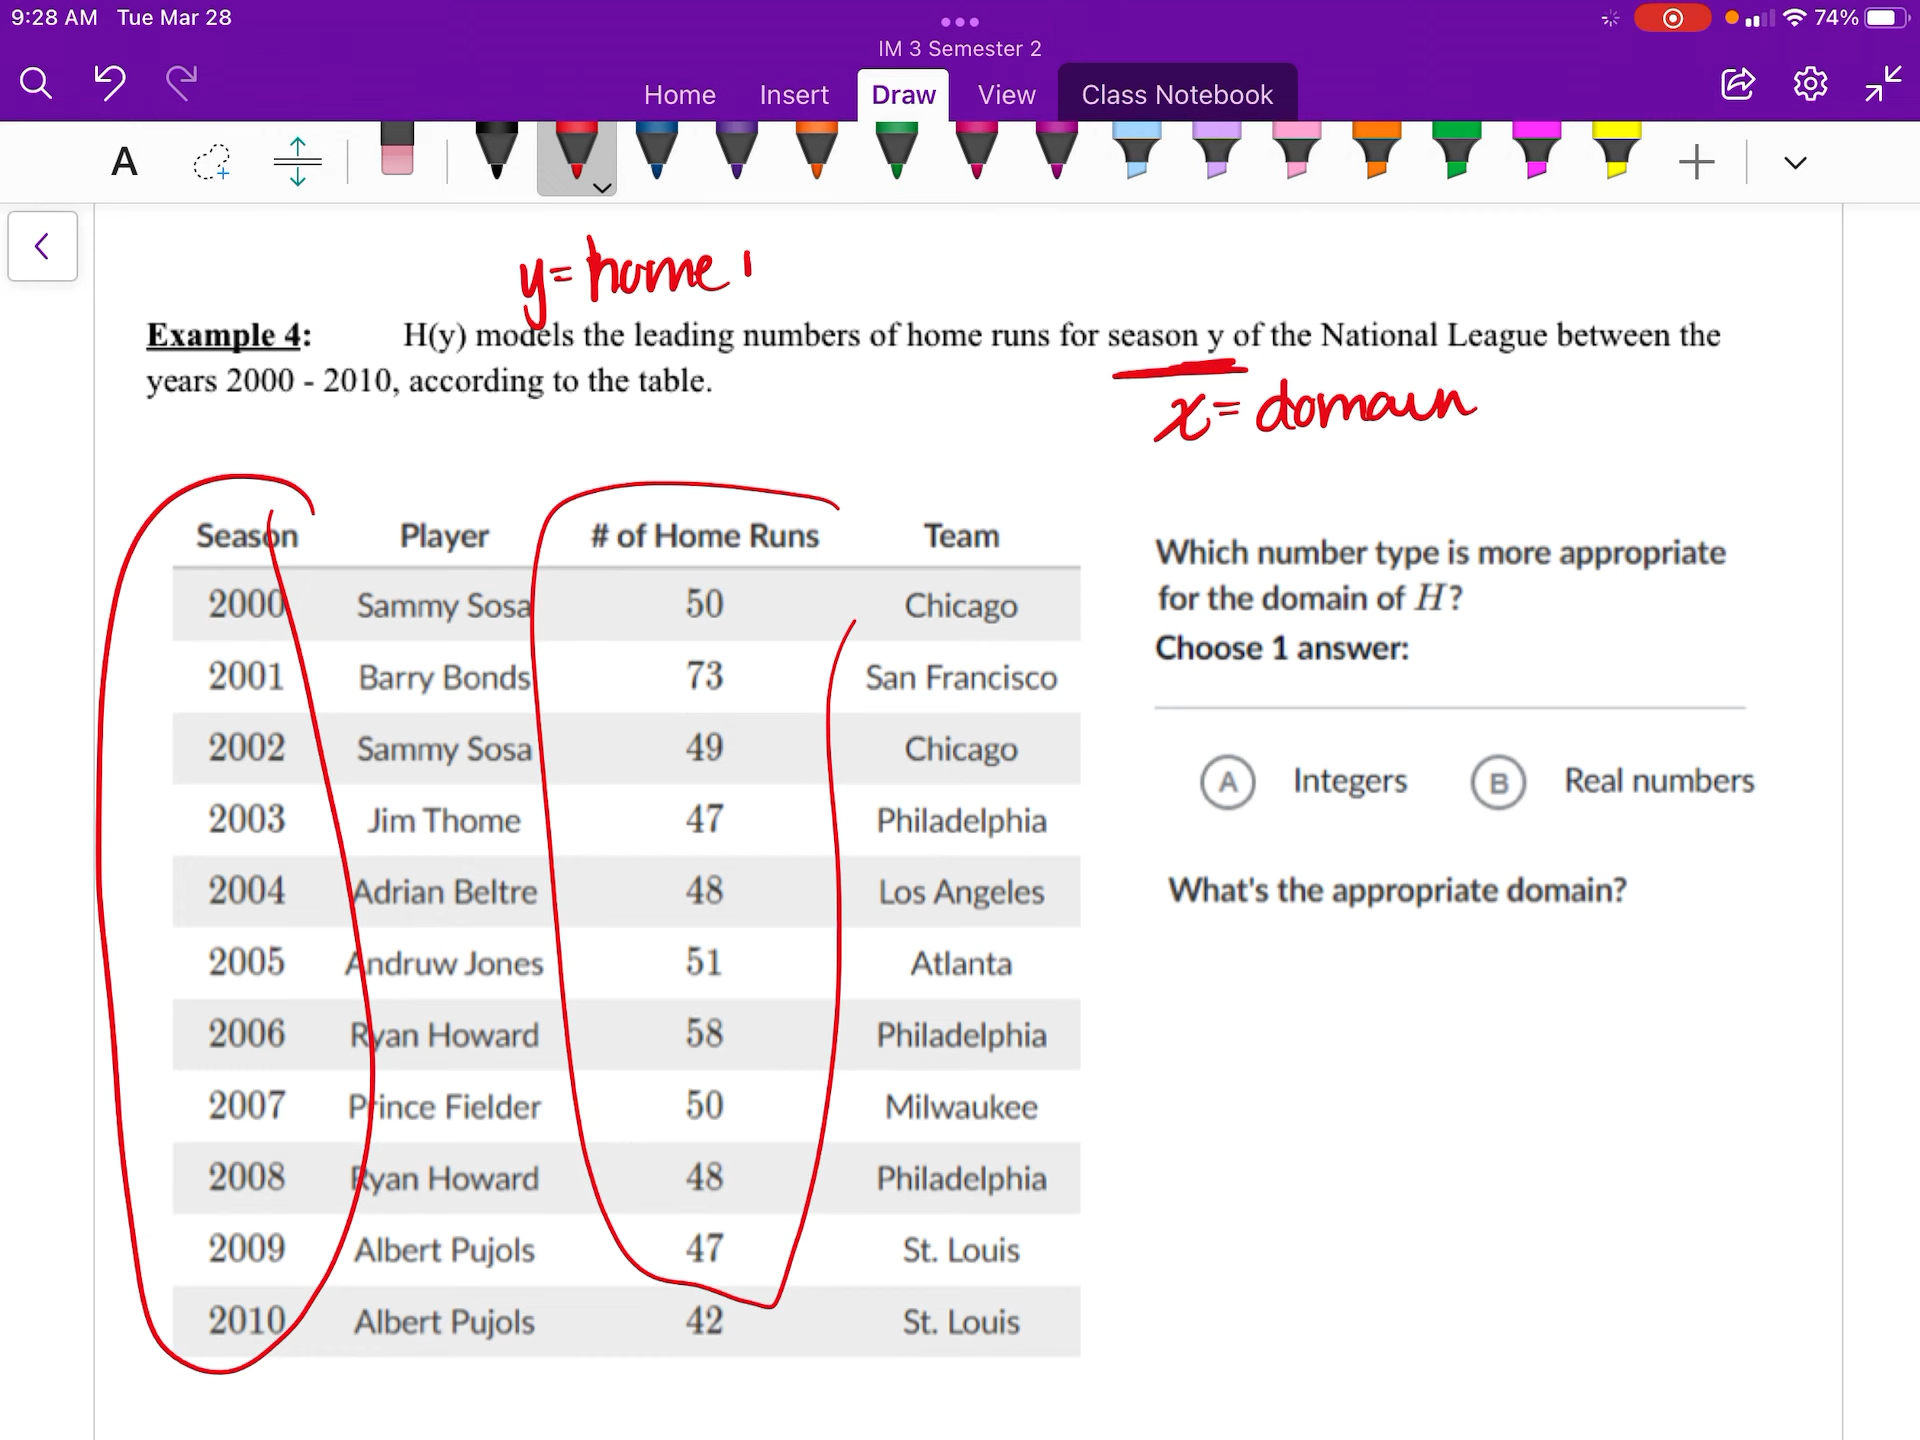 9:28 AM Tue Mar 28
74%
IM 3 Semester 2
Home Insert Draw View Class Notebook
A
y= home
Example 4: H(y) models the leading numbers of home runs for season y of the National League between the
years 2000 - 2010, according to the table.
x= domain
Season Player # of Home Runs Team
2000 Sammy Sosa 50 Chicago
2001 Barry Bonds 73 San Francisco
2002 Sammy Sosa 49 Chicago
2003 Jim Thome 47 Philadelphia
2004 Adrian Beltre 48 Los Angeles
2005 Andruw Jones 51 Atlanta
2006 Ryan Howard 58 Philadelphia
2007 Prince Fielder 50 Milwaukee
2008 Ryan Howard 48 Philadelphia
2009 Albert Pujols 47 St. Louis
2010 Albert Pujols 42 St. Louis
Which number type is more appropriate
for the domain of H?
Choose 1 answer:
A Integers B Real numbers
What's the appropriate domain?